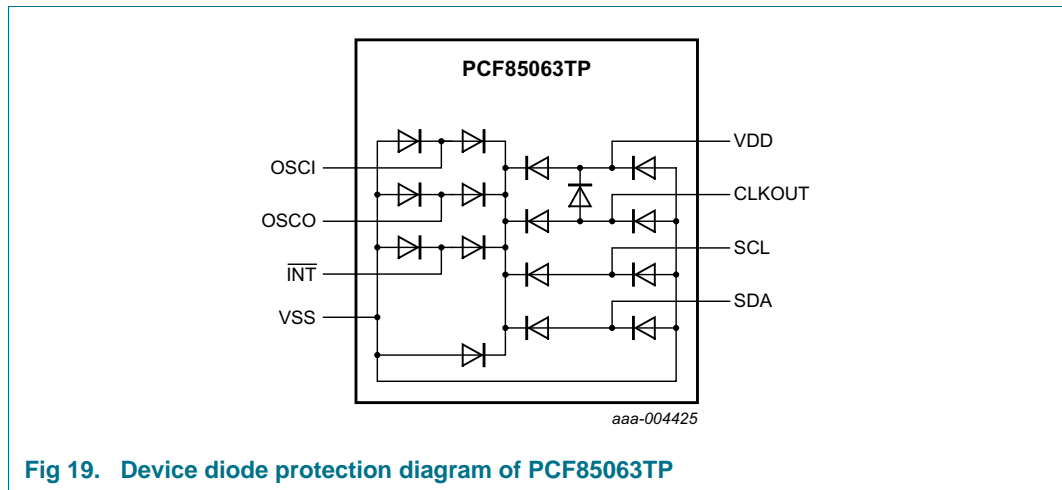 PCF85063TP
OSCI
OSCO
INT
VSS
VDD
CLKOUT
SCL
SDA
aaa-004425
Fig 19. Device diode protection diagram of PCF85063TP